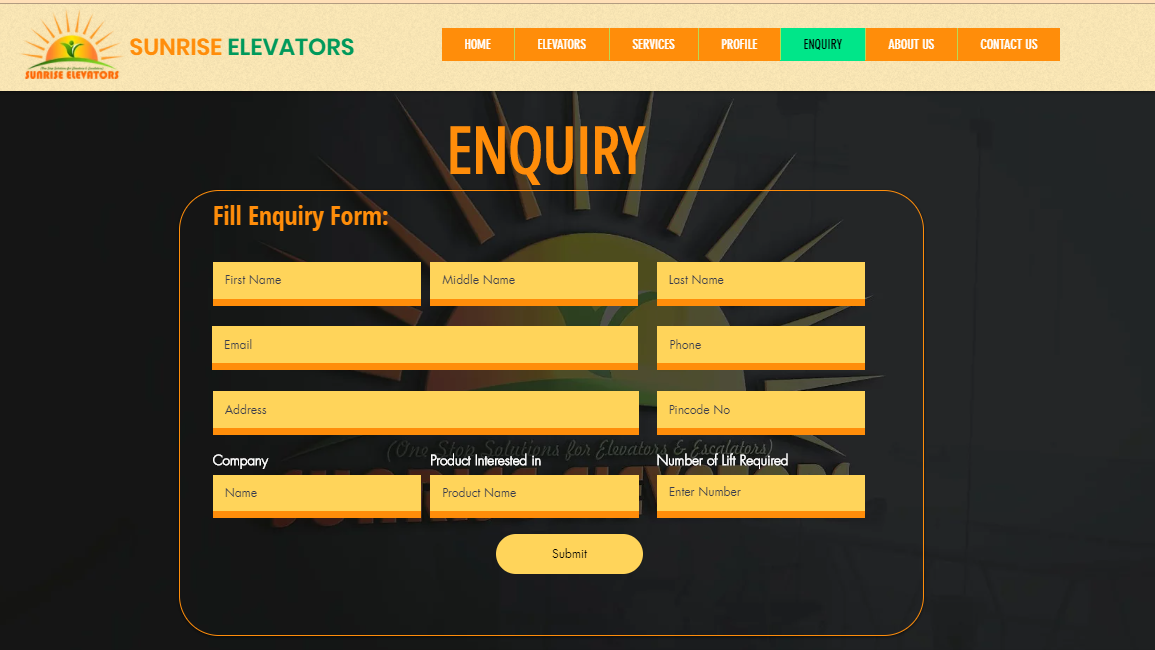 SUNRISE ELEVATORS
SUNRISE ELEVATORS
HOME ELEVATORS SERVICES PROFILE ENQUIRY ABOUT US CONTACT US
ENQUIRY
Fill Enquiry Form:
First Name Middle Name Last Name
Email Phone
Address Pincode No
(One Stop Solutions for Elevators & Escalators)
Company Product Interested in Number of Lift Required
SUNRISE ELEVATORS
Name Product Name Enter Number
Submit